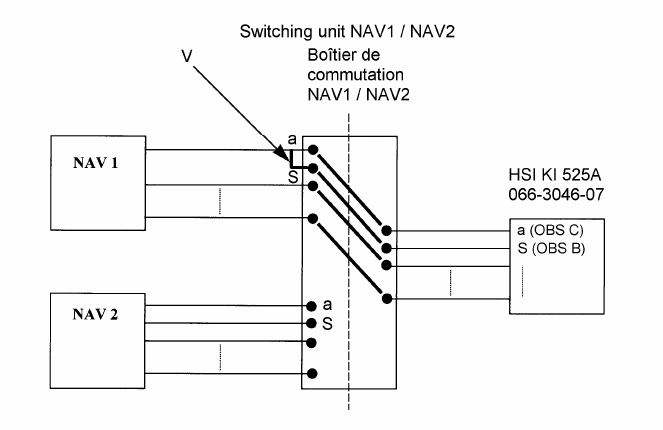 Switching unit NAV1 / NAV2
Boîtier de
commutation
NAV1 / NAV2
V
a
S
NAV 1
HSI KI 525A
066-3046-07
a (OBS C)
S (OBS B)
NAV 2
a
S